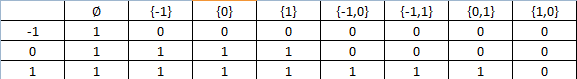 Ø {-1} {0} {1} {-1,0} {-1,1} {0,1} {1,0}
-1 1 0 0 0 0 0 0 0
0 1 1 1 1 0 0 0 0
1 1 1 1 1 1 1 1 0